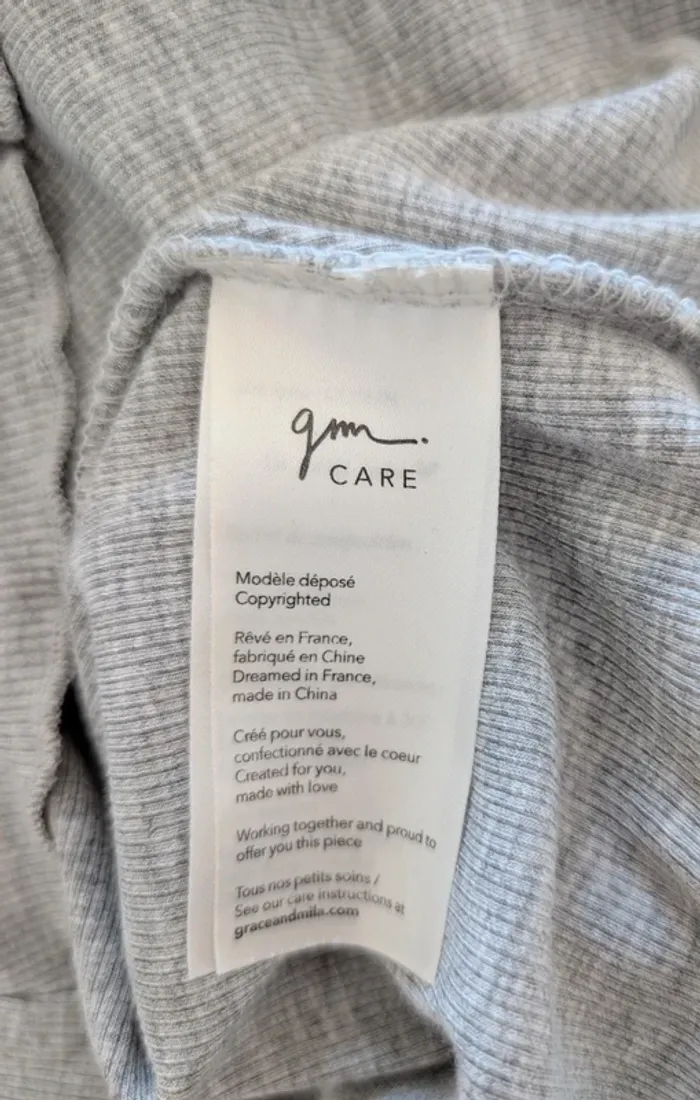 gm.
CARE
Modèle déposé
Copyrighted
Rêvé en France,
fabriqué en Chine
Dreamed in France,
made in China
Créé pour vous,
confectionné avec le coeur
Created for you,
made with love
Working together and proud to
offer you this piece
Tous nos petits soins /
See our care instructions at
graceandmila.com